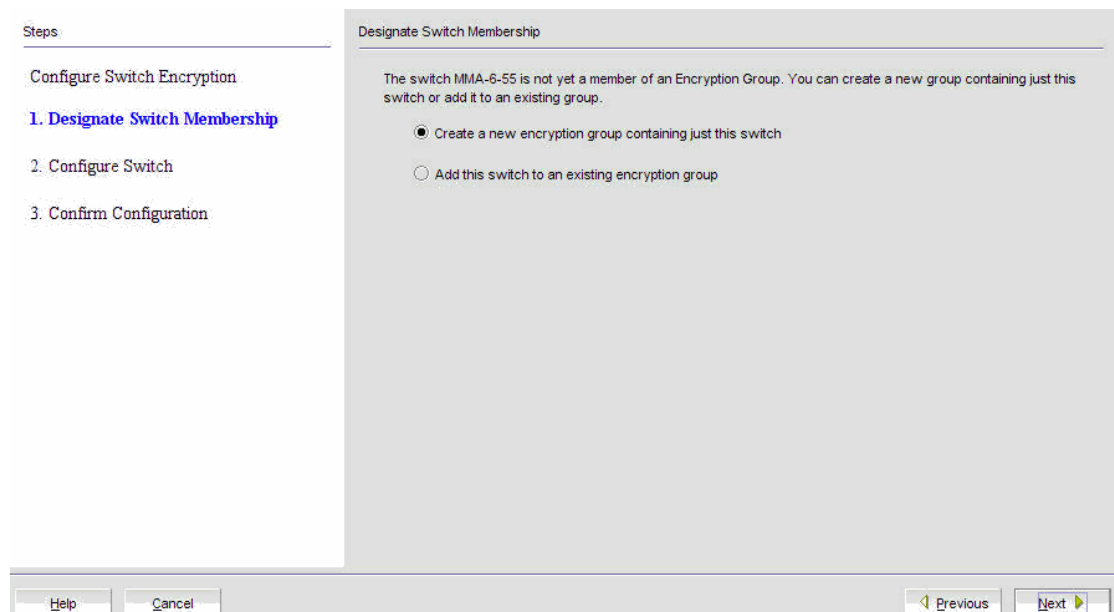 Steps
Configure Switch Encryption
1. Designate Switch Membership
2. Configure Switch
3. Confirm Configuration
Designate Switch Membership
The switch MMA-6-55 is not yet a member of an Encryption Group. You can create a new group containing just this
switch or add it to an existing group.
Create a new encryption group containing just this switch
Add this switch to an existing encryption group
Help
Cancel
Previous
Next